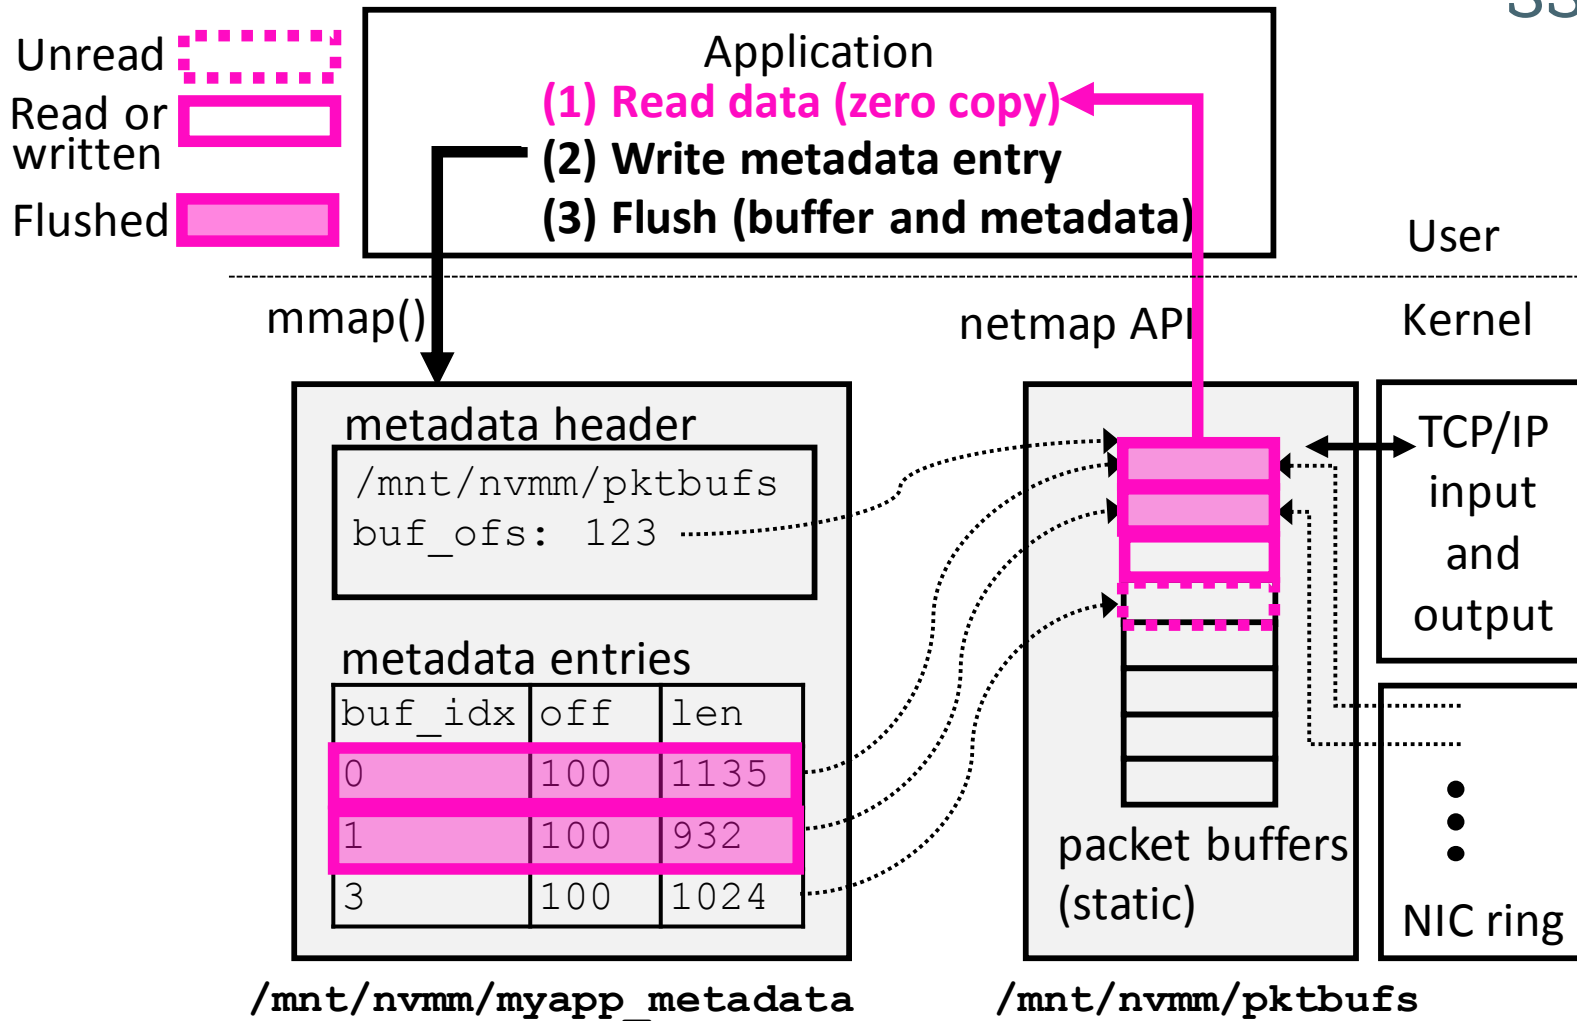 Unread
Read or
written
Flushed
Application
(1) Read data (zero copy)
(2) Write metadata entry
(3) Flush (buffer and metadata)
User
mmap()
netmap API
Kernel
metadata header
/mnt/nvmm/pktbufs
buf_ofs: 123
metadata entries
buf_idx off len
0 100 1135
1 100 932
3 100 1024
packet buffers
(static)
TCP/IP
input
and
output
NIC ring
/mnt/nvmm/myapp_metadata
/mnt/nvmm/pktbufs